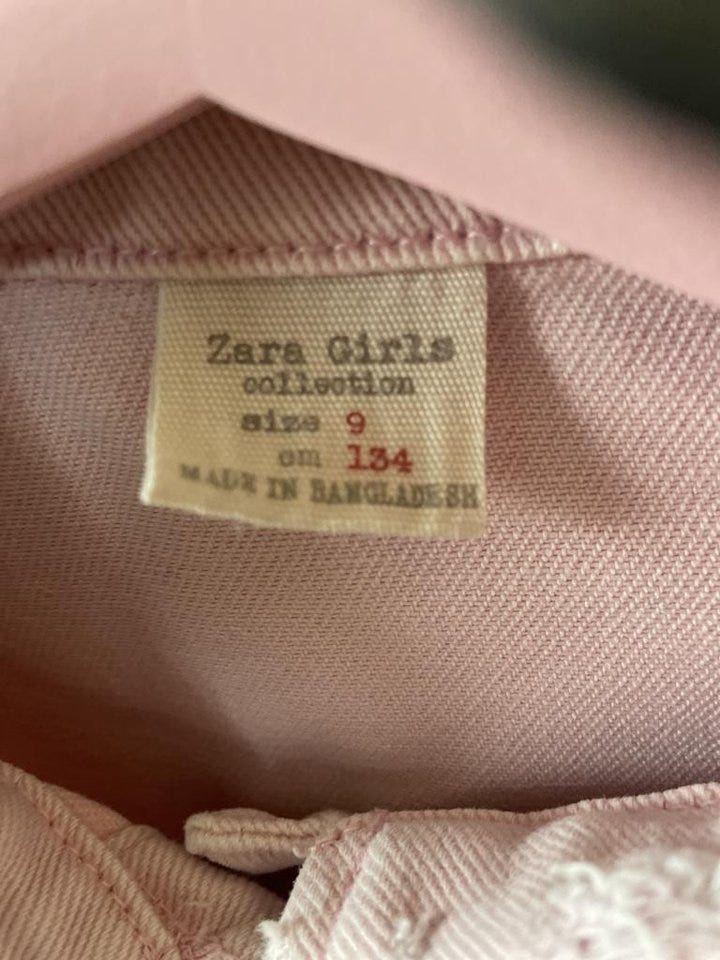 Zara Girls
collection
size 9
cm 134
MADE IN BANGLADESH